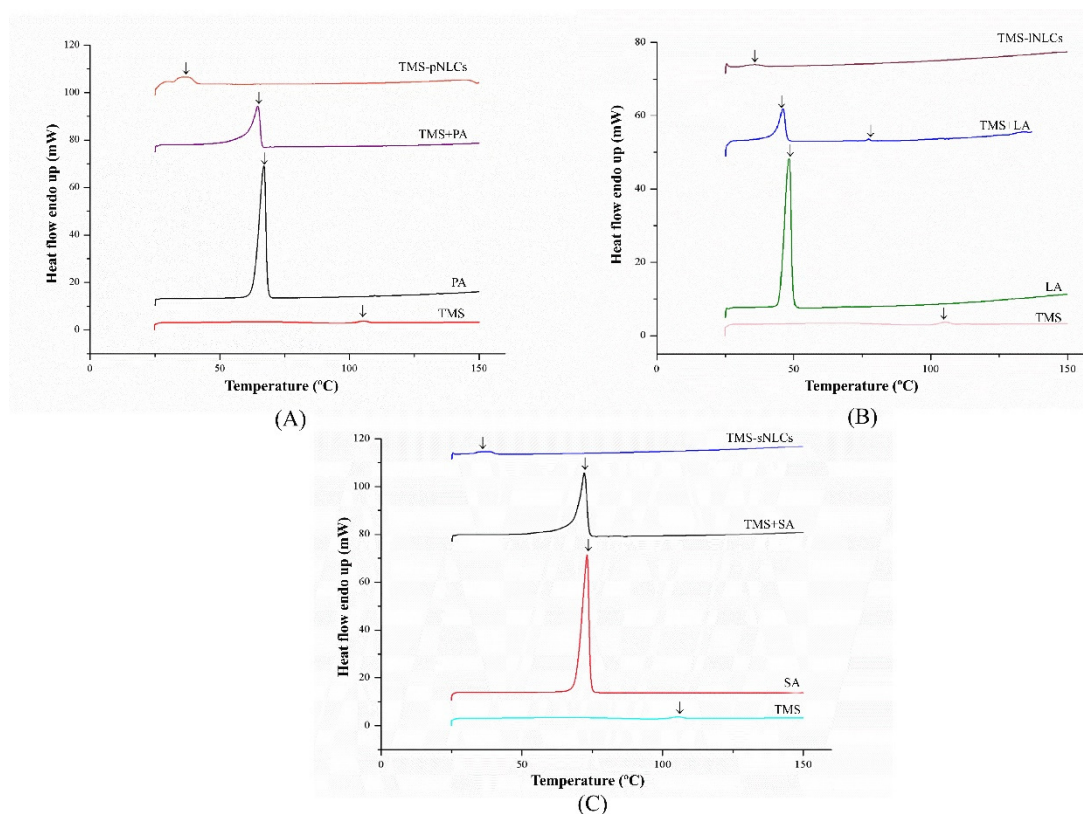 120
TMS-pNLCs
100
TMS+PA
80
60
40
PA
20
TMS
0
0
50
100
150
Heat flow endo up (mW)
Temperature (°C)
(A)
80
TMS-lNLCs
60
TMS+LA
40
20
LA
TMS
0
0
50
100
150
Heat flow endo up (mW)
Temperature (°C)
(B)
120
TMS-sNLCs
100
80
TMS+SA
60
40
20
SA
TMS
0
0
50
100
150
Heat flow endo up (mW)
Temperature (°C)
(C)